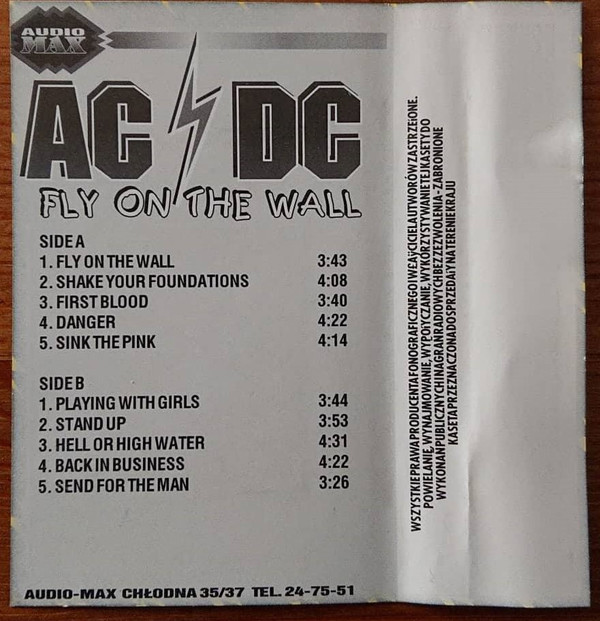 AUDIO
MAX
AC DC
FLY ON THE WALL
SIDE A
1. FLY ON THE WALL 3:43
2. SHAKE YOUR FOUNDATIONS 4:08
3. FIRST BLOOD 3:40
4. DANGER 4:22
5. SINK THE PINK 4:14
SIDE B
1. PLAYING WITH GIRLS 3:44
2. STAND UP 3:53
3. HELL OR HIGH WATER 4:31
4. BACK IN BUSINESS 4:22
5. SEND FOR THE MAN 3:26
AUDIO-MAX CHŁODNA 35/37 TEL. 24-75-51
WSZYSTKIE PRAWA PRODUCENTA FONOGRAFICZNEGO I WŁAŚCICIELA UTWORÓW ZASTRZEŻONE.
POWIELANIE, WYNAJMOWANIE, WYPOŻYCZANIE, WYKORZYSTYWANIE TEJ KASETY DO
WYKONAŃ PUBLICZNYCH I NAGRAŃ RADIOWYCH BEZ ZEZWOLENIA - ZABRONIONE
KASETA PRZEZNACZONA DO SPRZEDAŻY NA TERENIE KRAJU